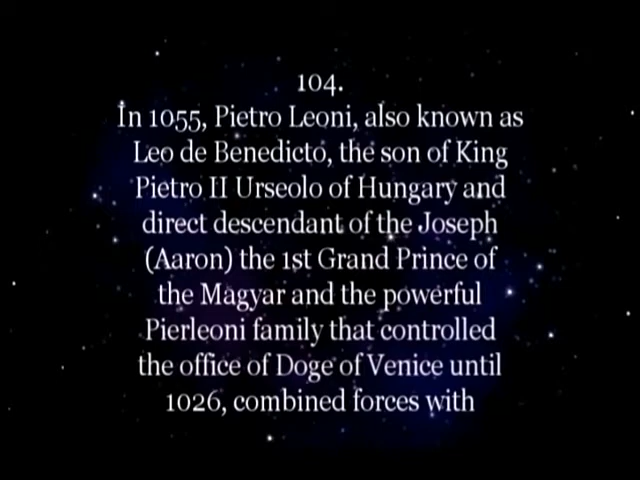 104.
In 1055, Pietro Leoni, also known as
Leo de Benedicto, the son of King
Pietro II Urseolo of Hungary and
direct descendant of the Joseph
(Aaron) the 1st Grand Prince of
the Magyar and the powerful
Pierleoni family that controlled
the office of Doge of Venice until
1026, combined forces with